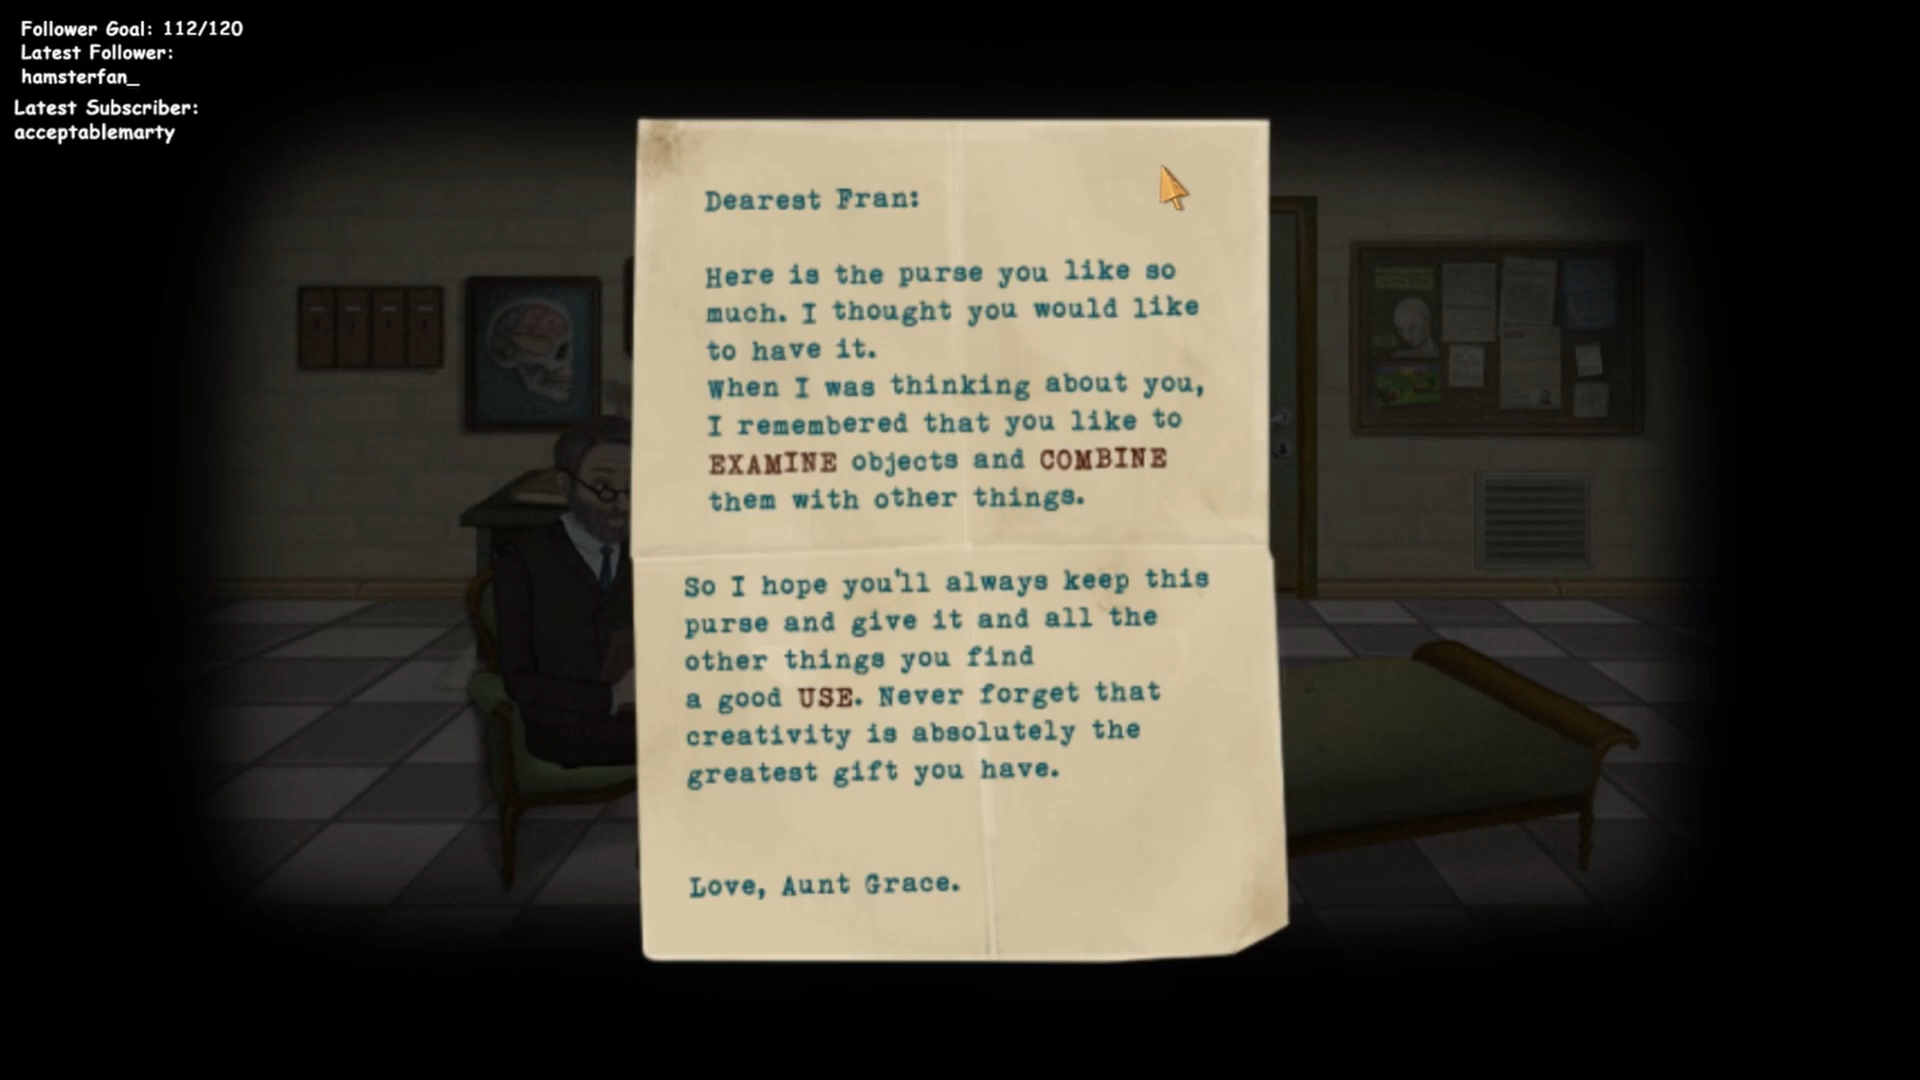 Follower Goal: 112/120
Latest Follower:
hamsterfan_
Latest Subscriber:
acceptablemarty
Dearest Fran:
Here is the purse you like so
much. I thought you would like
to have it.
When I was thinking about you,
I remembered that you like to
EXAMINE objects and COMBINE
them with other things.
So I hope you'll always keep this
purse and give it and all the
other things you find
a good USE. Never forget that
creativity is absolutely the
greatest gift you have.
Love, Aunt Grace.